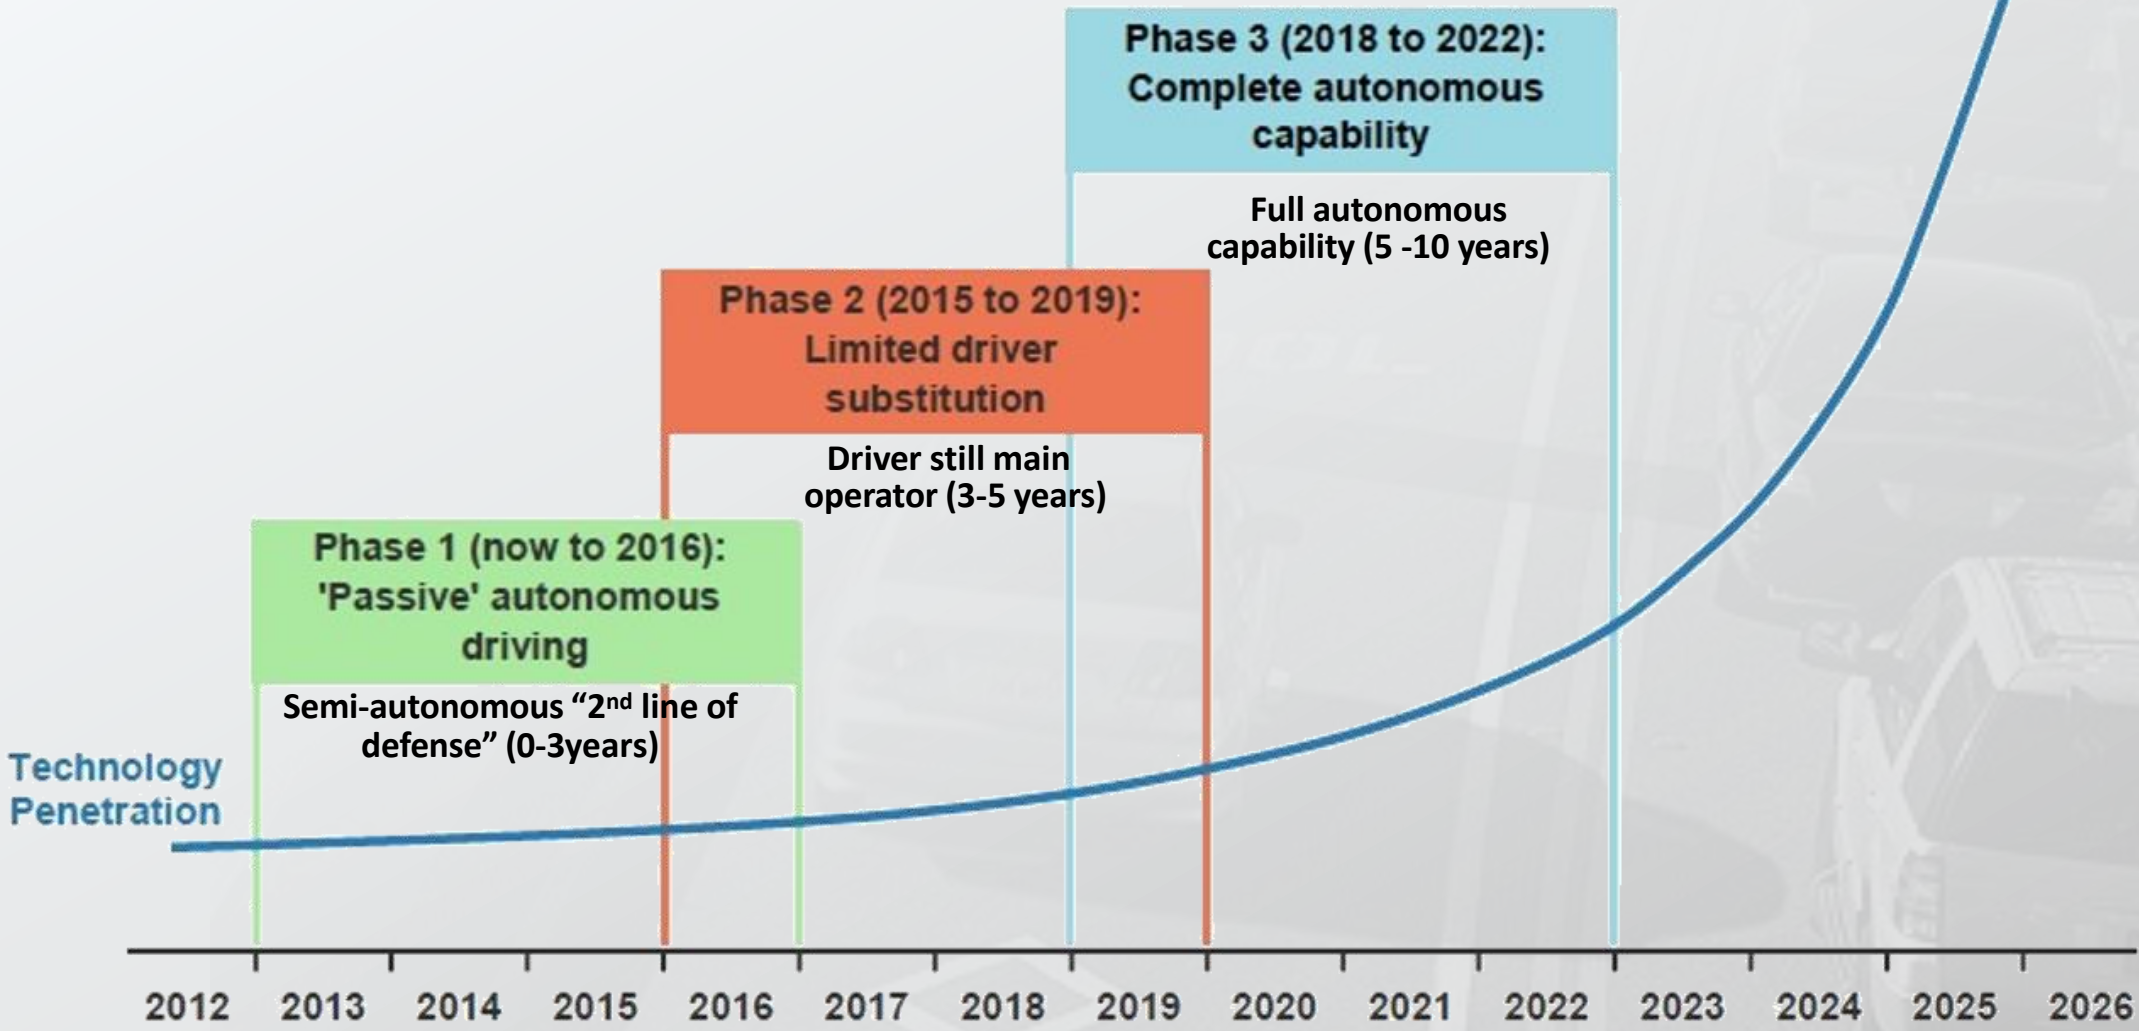 Phase 3 (2018 to 2022):
Complete autonomous
capability
Full autonomous
capability (5 -10 years)
Phase 2 (2015 to 2019):
Limited driver
substitution
Driver still main
operator (3-5 years)
Phase 1 (now to 2016):
'Passive' autonomous
driving
Semi-autonomous “2nd line of
defense” (0-3years)
Technology
Penetration
2012 2013 2014 2015 2016 2017 2018 2019 2020 2021 2022 2023 2024 2025 2026